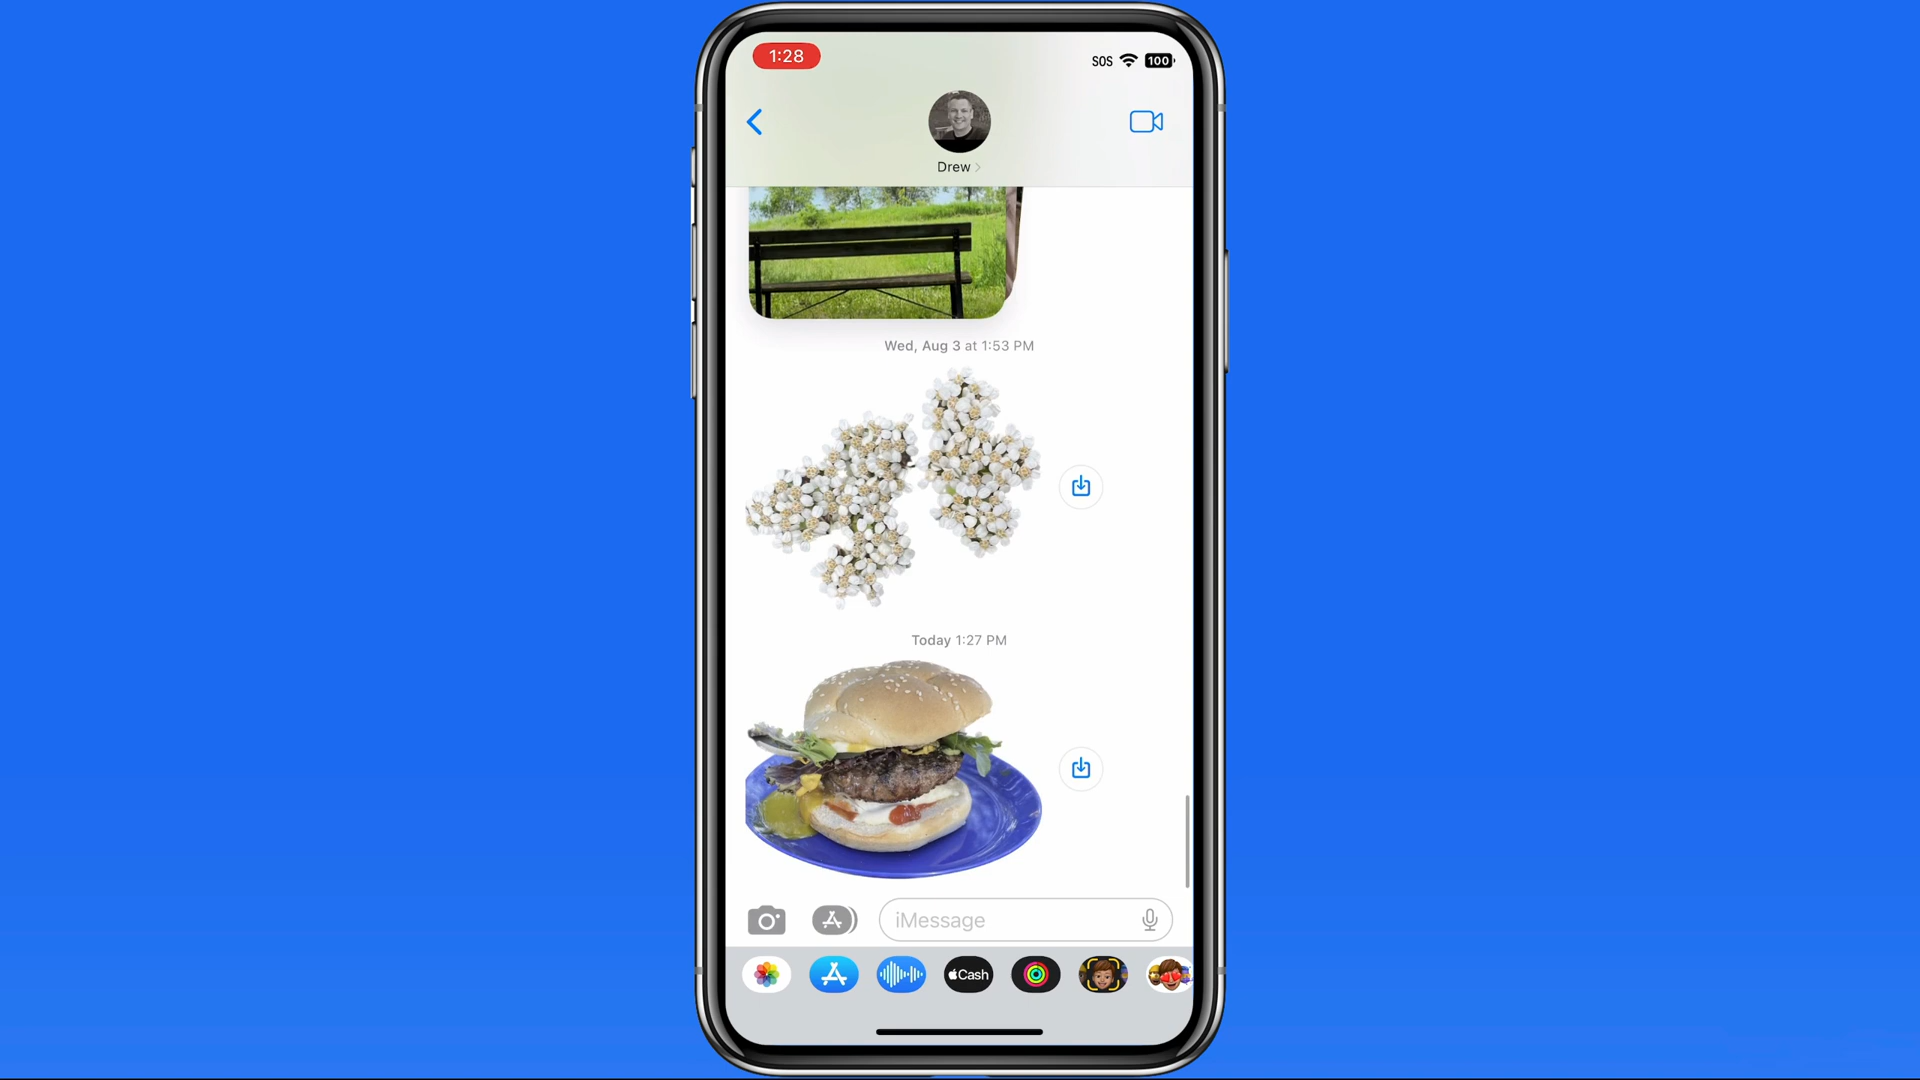 1:28
SOS
100
Drew
Wed, Aug 3 at 1:53 PM
Today 1:27 PM
iMessage
Cash